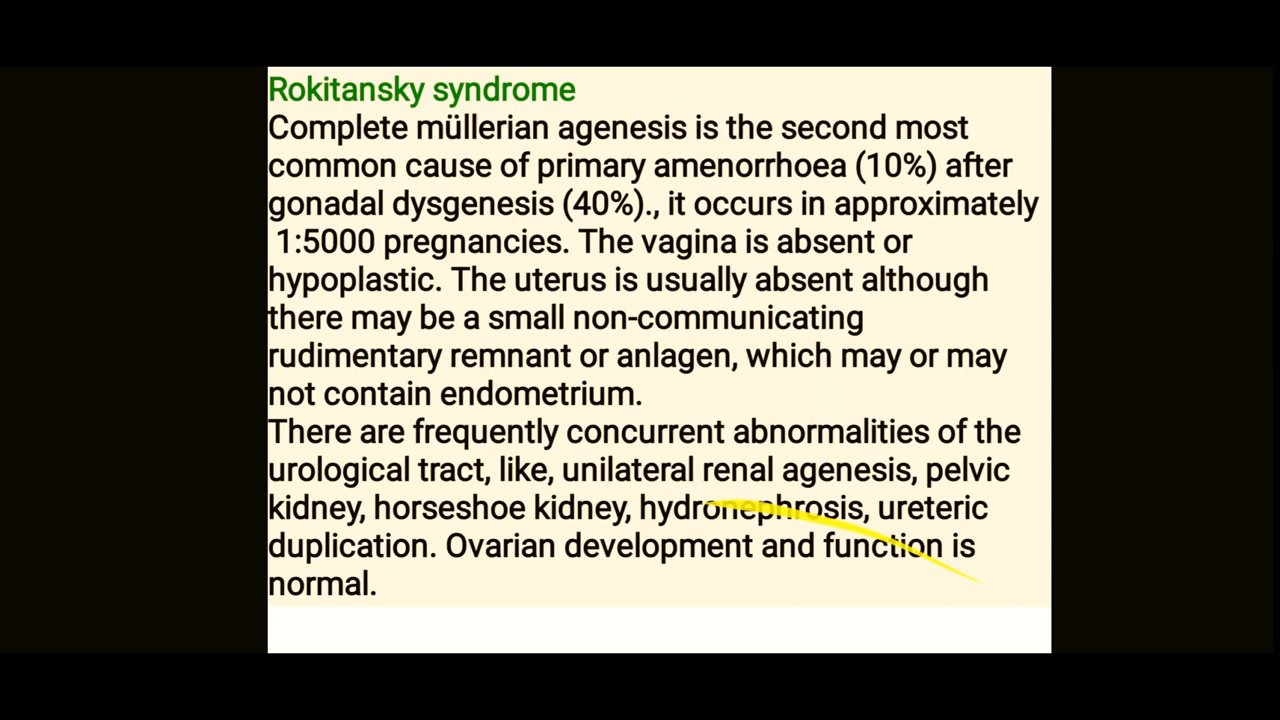 Rokitansky syndrome
Complete müllerian agenesis is the second most
common cause of primary amenorrhoea (10%) after
gonadal dysgenesis (40%)., it occurs in approximately
1:5000 pregnancies. The vagina is absent or
hypoplastic. The uterus is usually absent although
there may be a small non-communicating
rudimentary remnant or anlagen, which may or may
not contain endometrium.
There are frequently concurrent abnormalities of the
urological tract, like, unilateral renal agenesis, pelvic
kidney, horseshoe kidney, hydronephrosis, ureteric
duplication. Ovarian development and function is
normal.